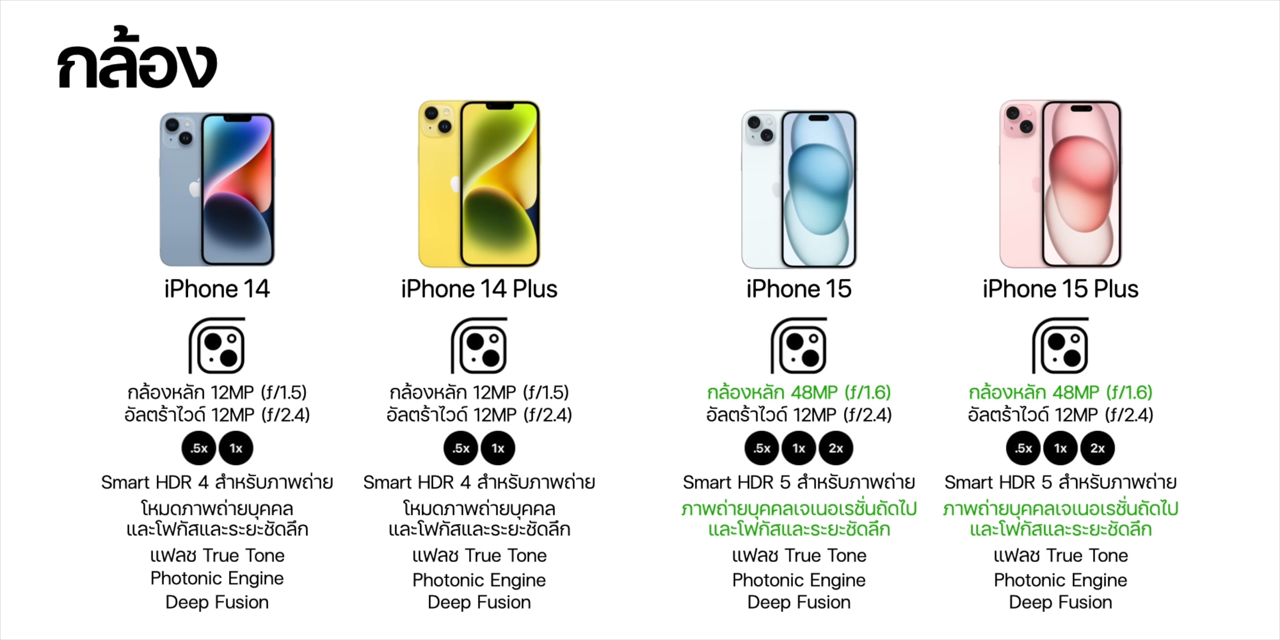 กล้อง
iPhone 14
กล้องหลัก 12MP (ƒ/1.5)
อัลตร้าไวด์ 12MP (ƒ/2.4)
.5x 1x
Smart HDR 4 สำหรับภาพถ่าย
โหมดภาพถ่ายบุคคล
และโฟกัสและระยะชัดลึก
แฟลช True Tone
Photonic Engine
Deep Fusion
iPhone 14 Plus
กล้องหลัก 12MP (ƒ/1.5)
อัลตร้าไวด์ 12MP (ƒ/2.4)
.5x 1x
Smart HDR 4 สำหรับภาพถ่าย
โหมดภาพถ่ายบุคคล
และโฟกัสและระยะชัดลึก
แฟลช True Tone
Photonic Engine
Deep Fusion
iPhone 15
กล้องหลัก 48MP (ƒ/1.6)
อัลตร้าไวด์ 12MP (ƒ/2.4)
.5x 1x 2x
Smart HDR 5 สำหรับภาพถ่าย
ภาพถ่ายบุคคลเจเนอเรชั่นถัดไป
และโฟกัสและระยะชัดลึก
แฟลช True Tone
Photonic Engine
Deep Fusion
iPhone 15 Plus
กล้องหลัก 48MP (ƒ/1.6)
อัลตร้าไวด์ 12MP (ƒ/2.4)
.5x 1x 2x
Smart HDR 5 สำหรับภาพถ่าย
ภาพถ่ายบุคคลเจเนอเรชั่นถัดไป
และโฟกัสและระยะชัดลึก
แฟลช True Tone
Photonic Engine
Deep Fusion